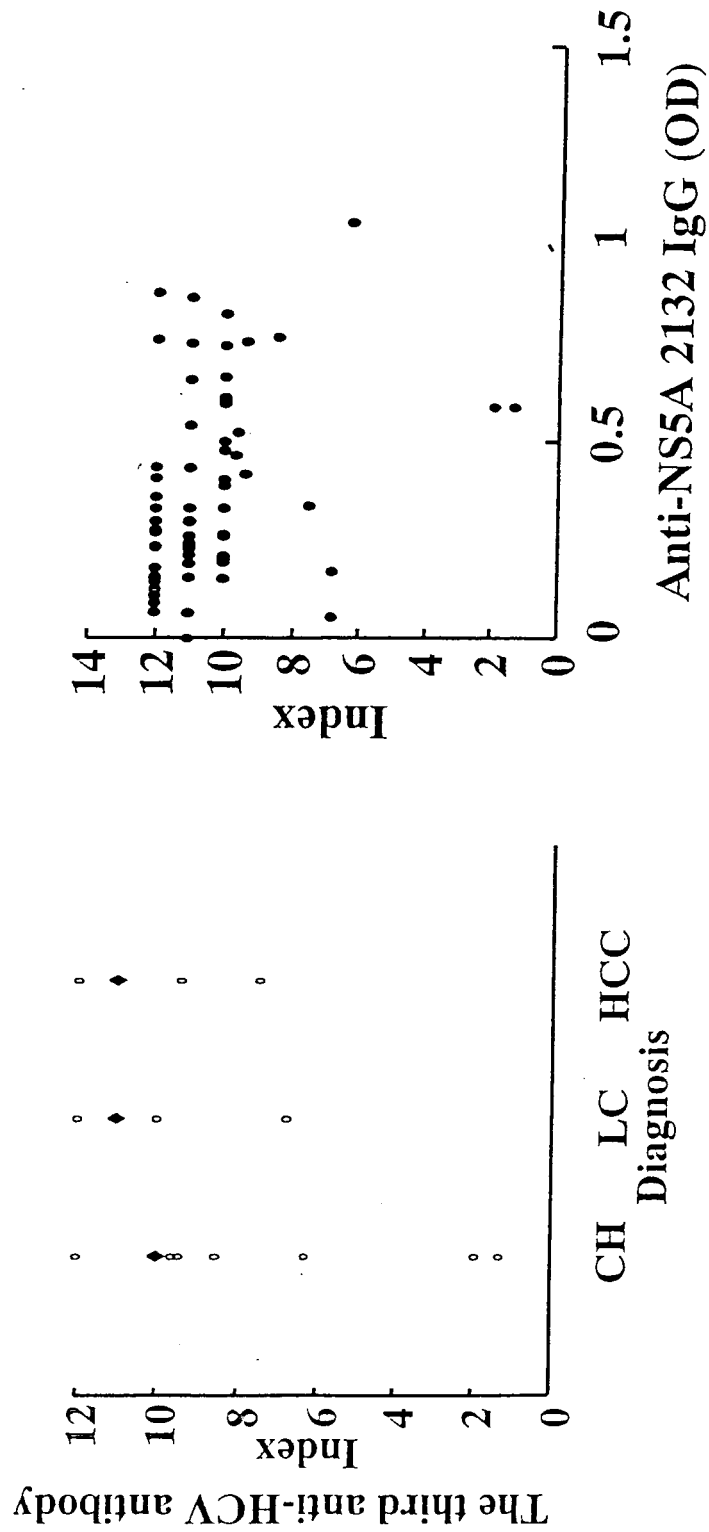 The third anti-HCV antibody
Index
12
10
8
6
4
2
0
CH LC HCC
Diagnosis
Index
14
12
10
8
6
4
2
0
0 0.5 1 1.5
Anti-NS5A 2132 IgG (OD)